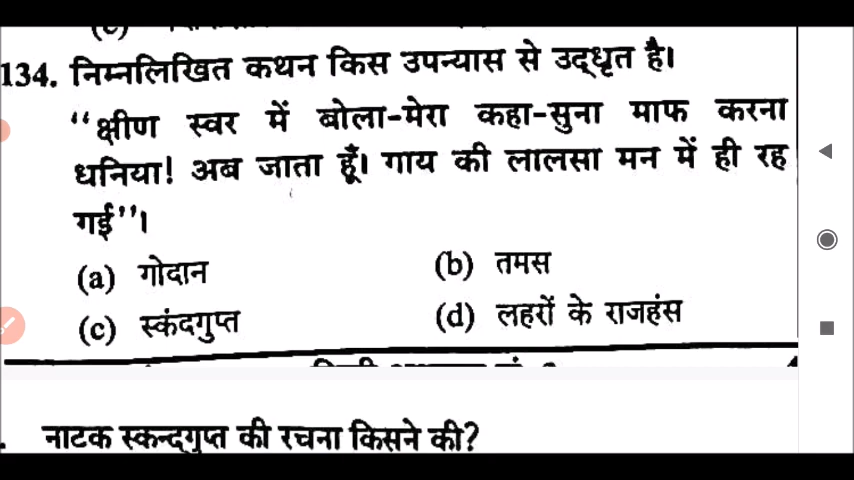 134. निम्नलिखित कथन किस उपन्यास से उद्धृत है।
“क्षीण स्वर में बोला-मेरा कहा-सुना माफ करना
धनिया! अब जाता हूँ। गाय की लालसा मन में ही रह
गई”।
(a) गोदान (b) तमस
(c) स्कंदगुप्त (d) लहरों के राजहंस
नाटक स्कन्दगुप्त की रचना किसने की?